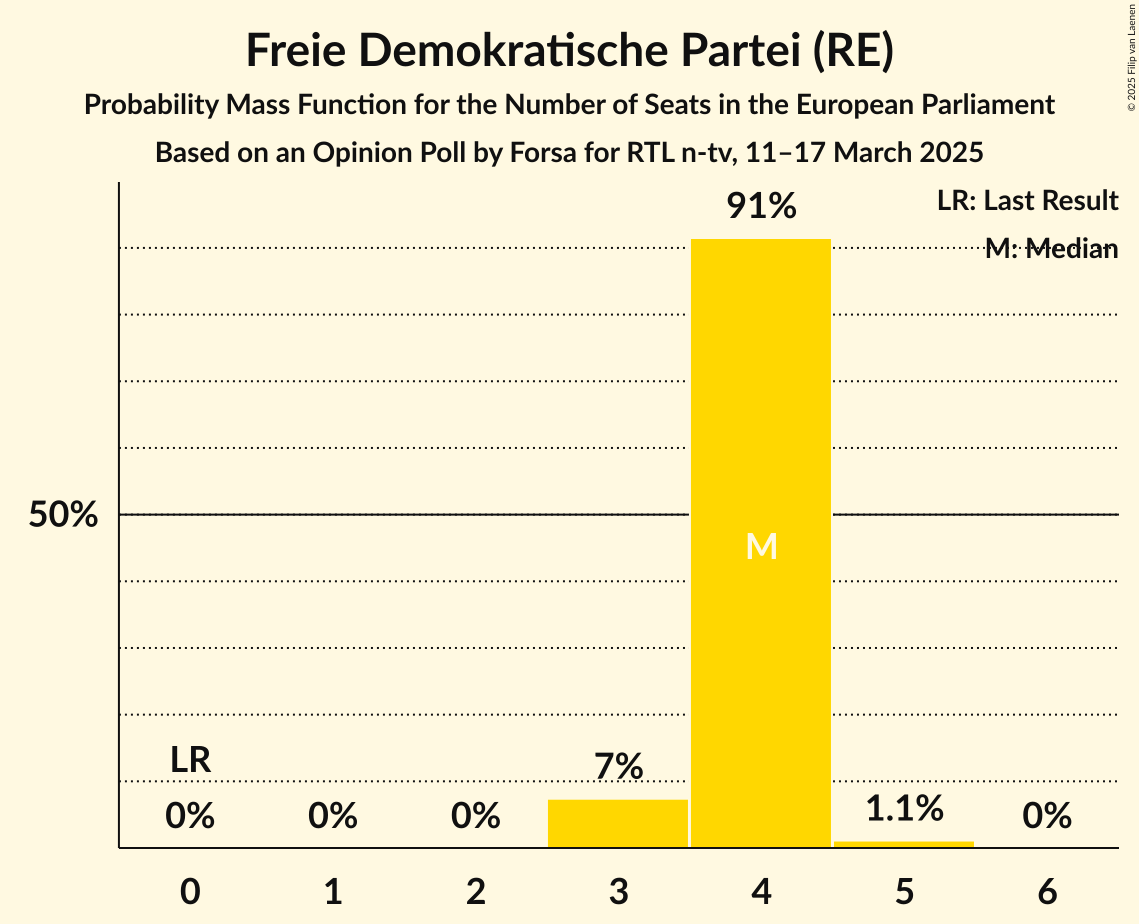 Freie Demokratische Partei (RE)
Probability Mass Function for the Number of Seats in the European Parliament
Based on an Opinion Poll by Forsa for RTL n-tv, 11–17 March 2025
© 2025 Filip van Laenen
LR: Last Result
M: Median
91%
50%
M
LR
7%
0% 0% 0% 1.1% 0%
0 1 2 3 4 5 6